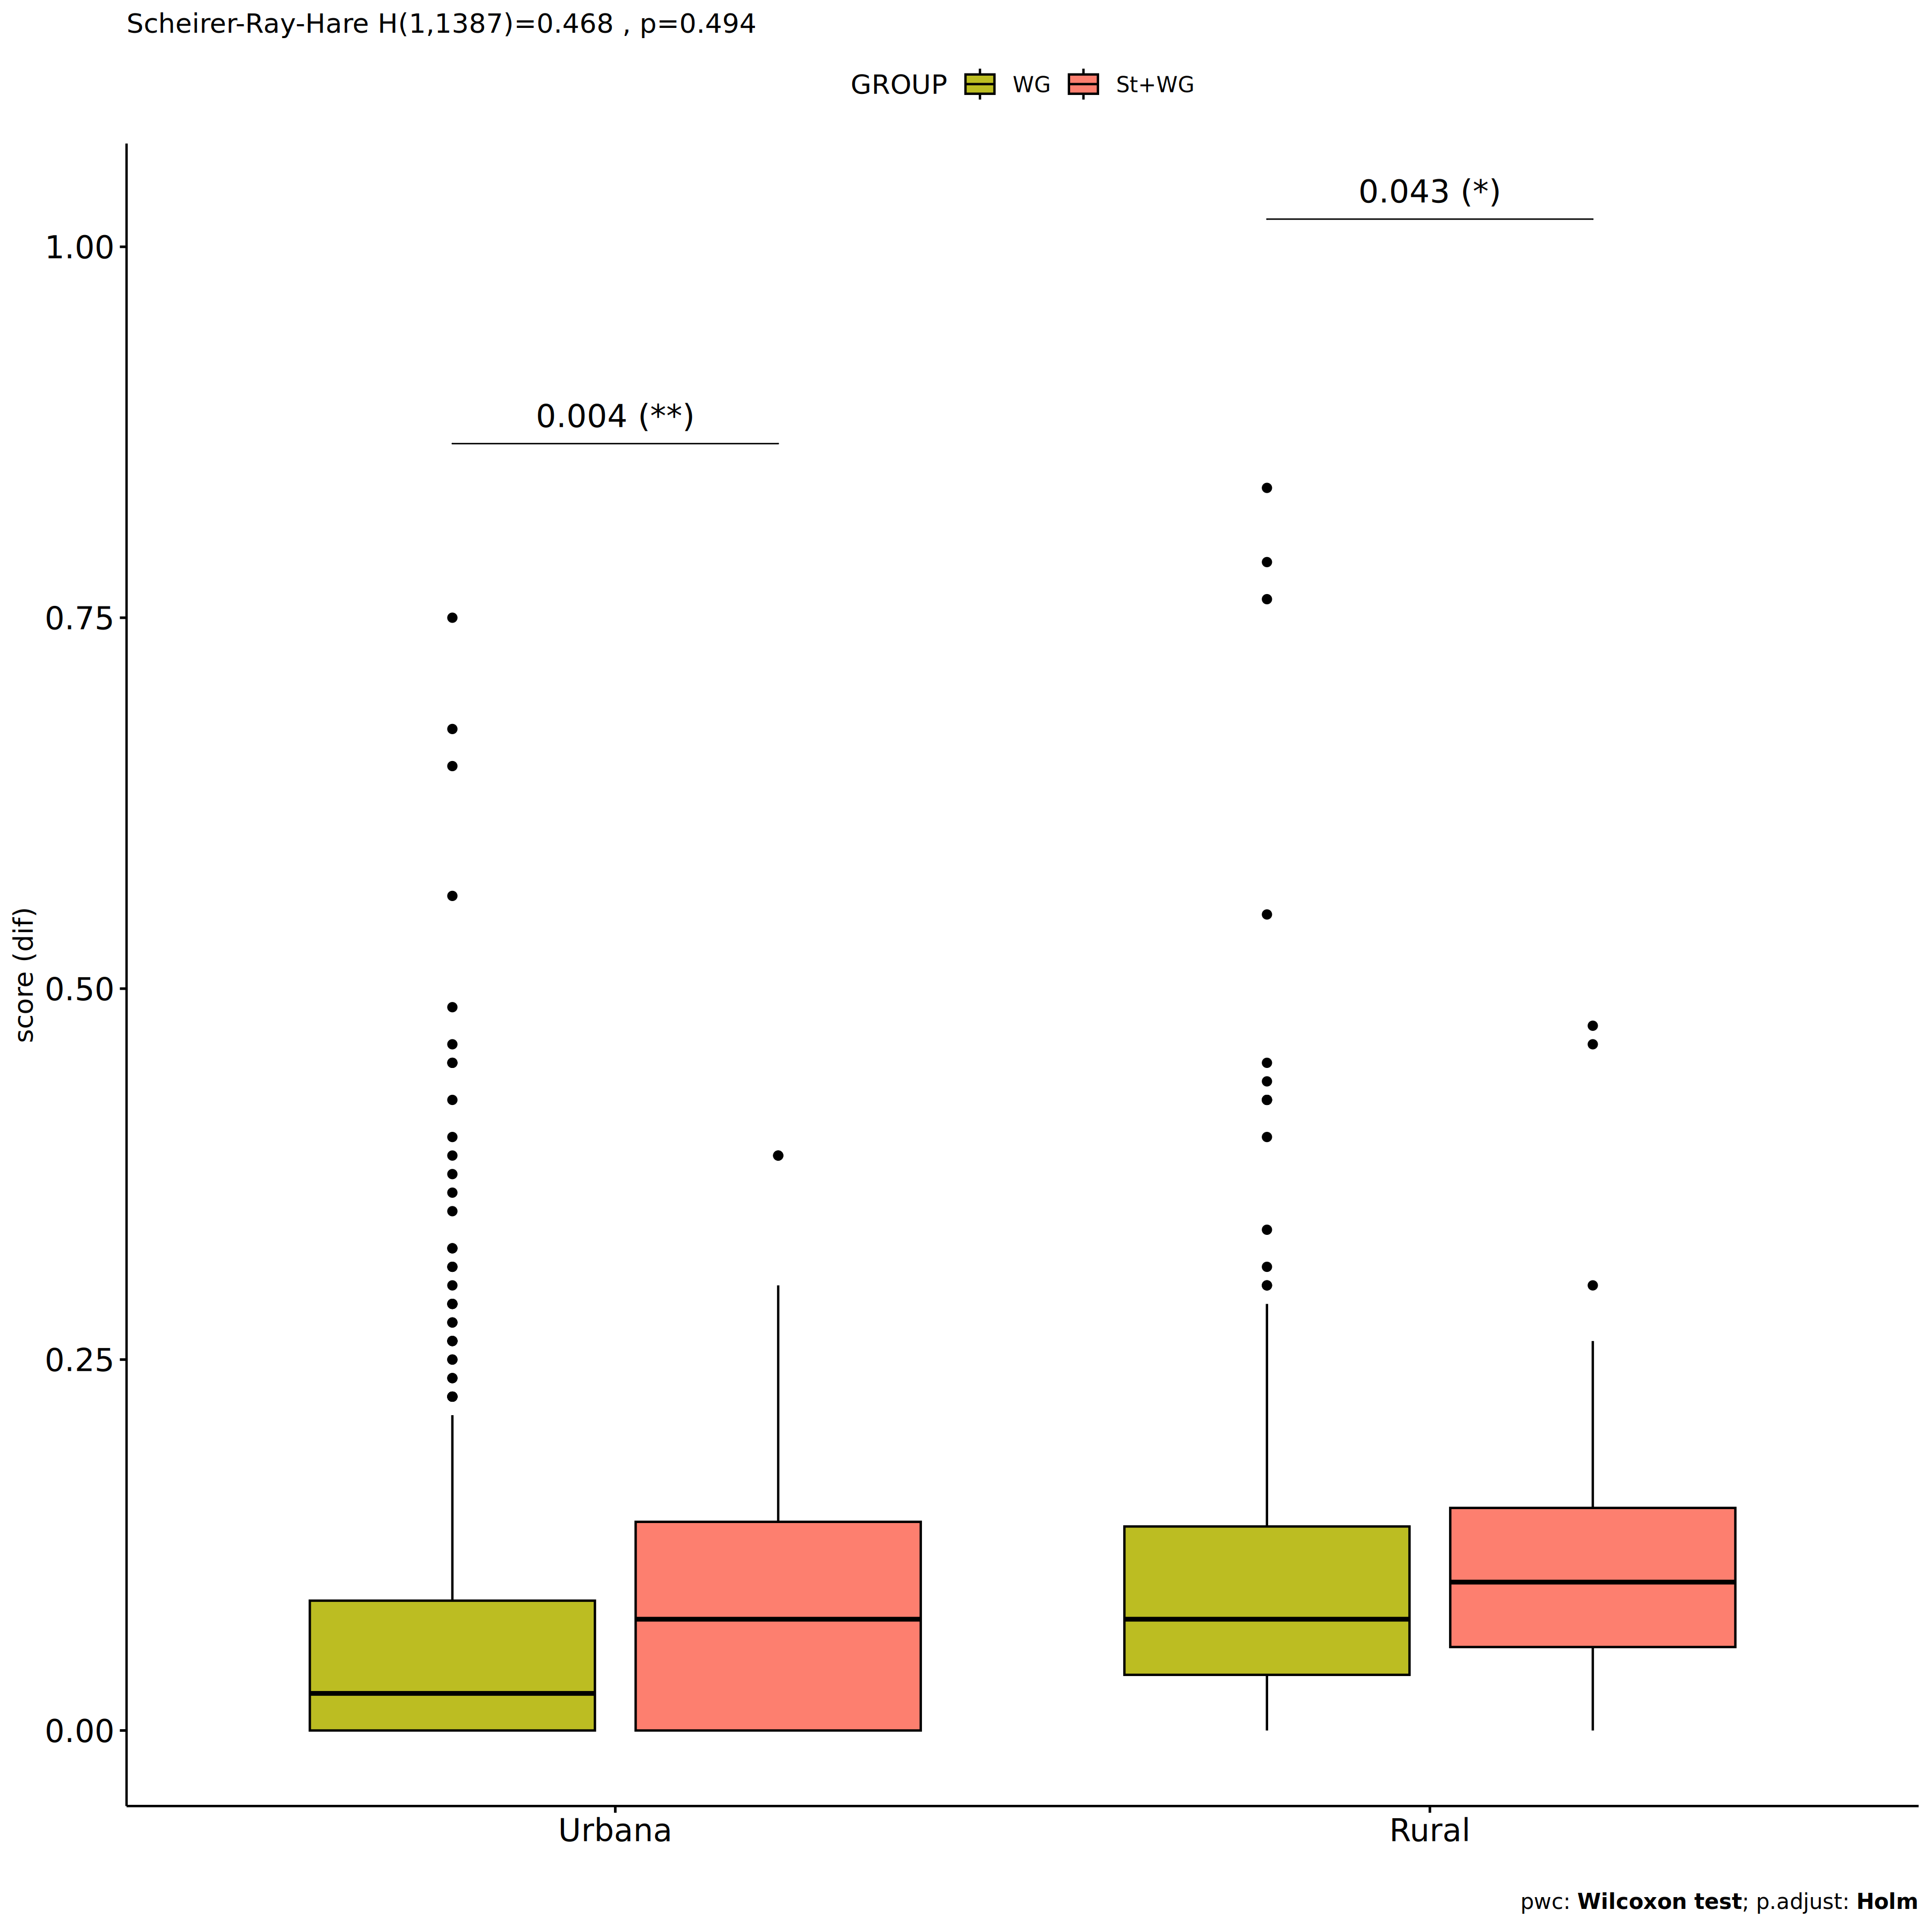 Scheirer-Ray-Hare H(1,1387)=0.468 , p=0.494
GROUP WG St+WG
0.043 (*)
1.00
0.004 (**)
0.75
score (dif)
0.50
0.25
0.00
Urbana Rural
pwc: Wilcoxon test; p.adjust: Holm